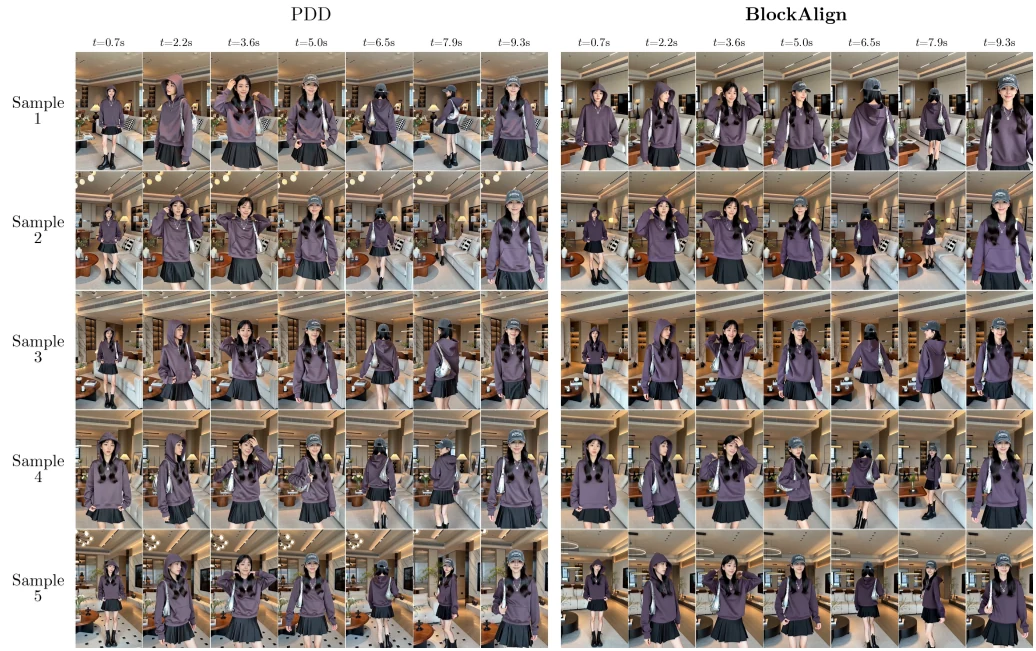 PDD
BlockAlign
t=0.7s t=2.2s t=3.6s t=5.0s t=6.5s t=7.9s t=9.3s
t=0.7s t=2.2s t=3.6s t=5.0s t=6.5s t=7.9s t=9.3s
Sample
1
Sample
2
Sample
3
Sample
4
Sample
5